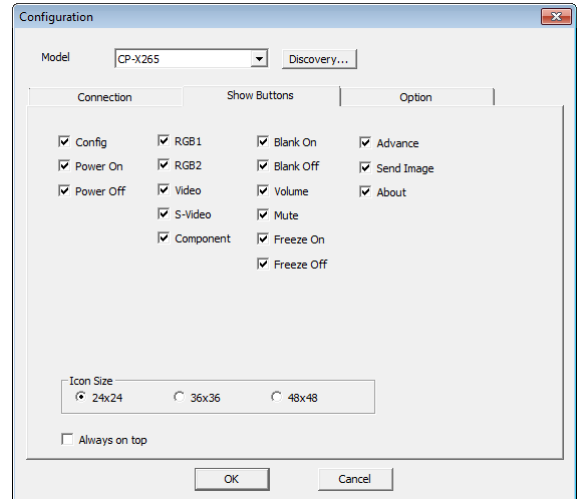 Configuration
Model CP-X265 Discovery...
Connection Show Buttons Option
Config RGB1 Blank On Advance
Power On RGB2 Blank Off Send Image
Power Off Video Volume About
S-Video Mute
Component Freeze On
Freeze Off
Icon Size
24x24 36x36 48x48
Always on top
OK Cancel